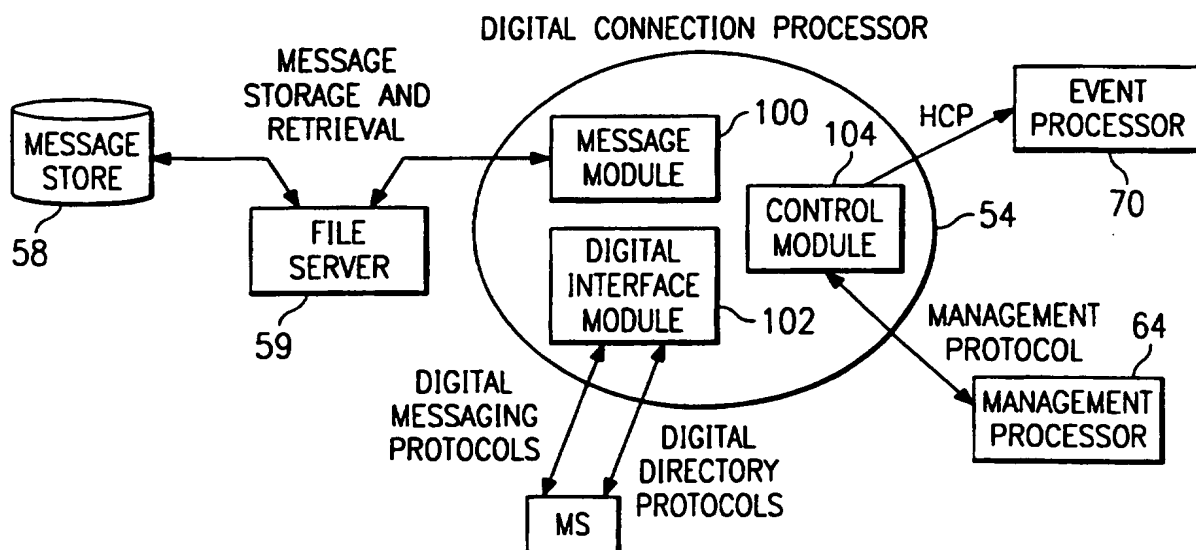 DIGITAL CONNECTION PROCESSOR
MESSAGE
STORAGE AND
RETRIEVAL
MESSAGE
STORE
58
FILE
SERVER
59
MESSAGE
MODULE
100
DIGITAL
INTERFACE
MODULE
102
104
CONTROL
MODULE
HCP
EVENT
PROCESSOR
70
54
MANAGEMENT
PROTOCOL
64
MANAGEMENT
PROCESSOR
DIGITAL
MESSAGING
PROTOCOLS
DIGITAL
DIRECTORY
PROTOCOLS
MS